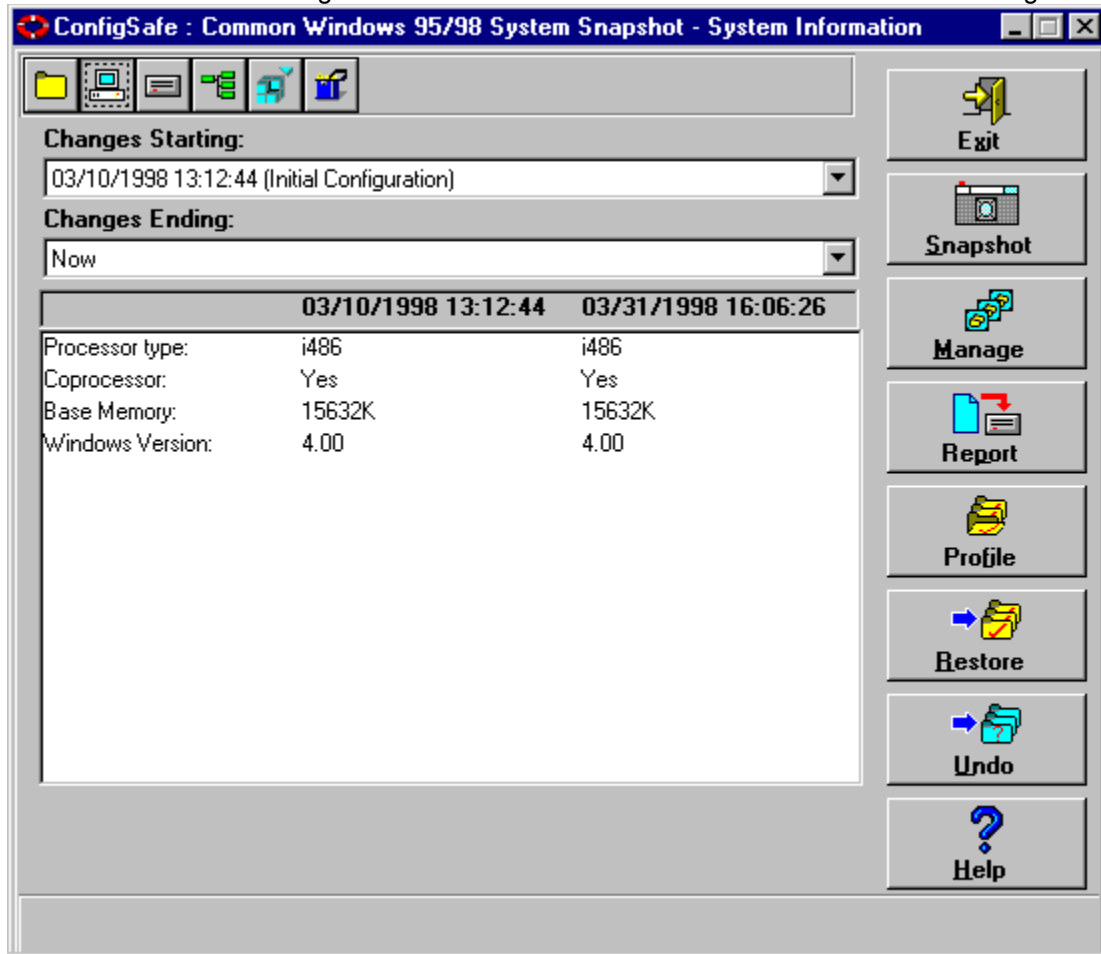 ConfigSafe : Common Windows 95/98 System Snapshot - System Information
Changes Starting:
03/10/1998 13:12:44 (Initial Configuration)
Changes Ending:
Now
03/10/1998 13:12:44 03/31/1998 16:06:26
Processor type: i486 i486
Coprocessor: Yes Yes
Base Memory: 15632K 15632K
Windows Version: 4.00 4.00
Exit
Snapshot
Manage
Report
Profile
Restore
Undo
Help